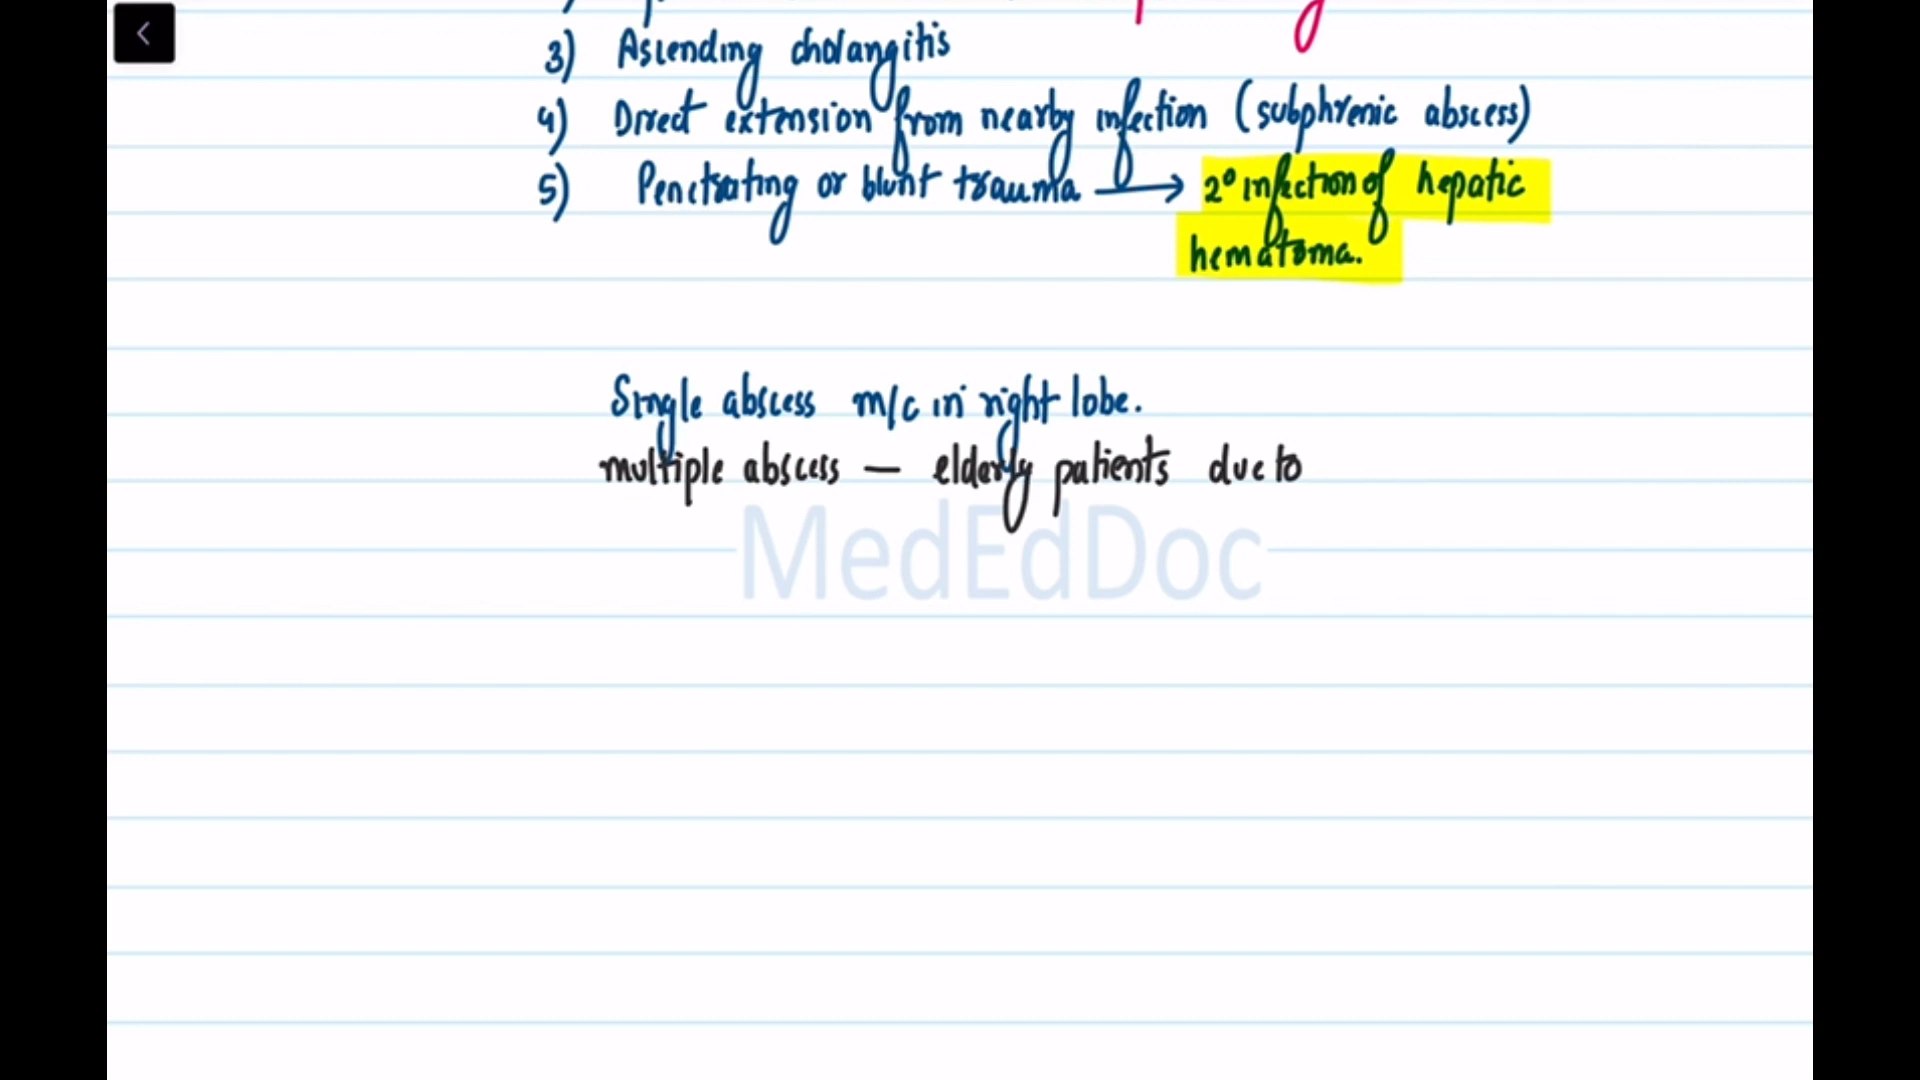 3) Ascending cholangitis
4) Direct extension from nearby infection (subphrenic abscess)
5) Penetrating or blunt trauma → 2° infection of hepatic
hematoma.
Single abscess m/c in right lobe.
multiple abscess — elderly patients due to
MedEdDoc